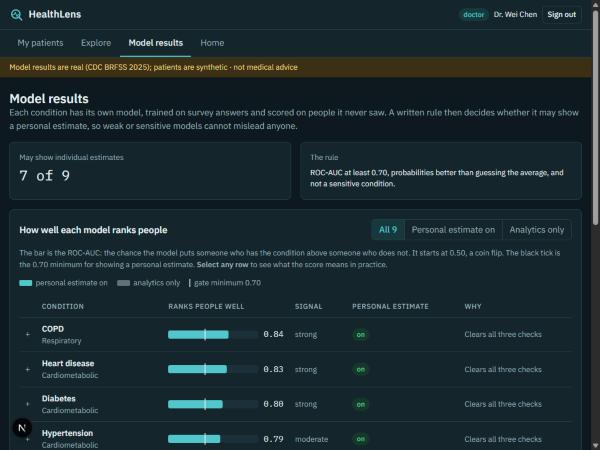 HealthLens
doctor Dr. Wei Chen Sign out
My patients Explore Model results Home
Model results are real (CDC BRFSS 2025); patients are synthetic · not medical advice
Model results
Each condition has its own model, trained on survey answers and scored on people it never saw. A written rule then decides whether it may show
a personal estimate, so weak or sensitive models cannot mislead anyone.
May show individual estimates
7 of 9
The rule
ROC-AUC at least 0.70, probabilities better than guessing the average, and
not a sensitive condition.
How well each model ranks people
All 9 Personal estimate on Analytics only
The bar is the ROC-AUC: the chance the model puts someone who has the condition above someone who does not. It starts at 0.50, a coin flip. The black tick is
the 0.70 minimum for showing a personal estimate. Select any row to see what the score means in practice.
personal estimate on analytics only gate minimum 0.70
CONDITION RANKS PEOPLE WELL SIGNAL PERSONAL ESTIMATE WHY
+ COPD 0.84 strong on Clears all three checks
Respiratory
+ Heart disease 0.83 strong on Clears all three checks
Cardiometabolic
+ Diabetes 0.80 strong on Clears all three checks
Cardiometabolic
+ Hypertension 0.79 moderate on Clears all three checks
Cardiometabolic
N